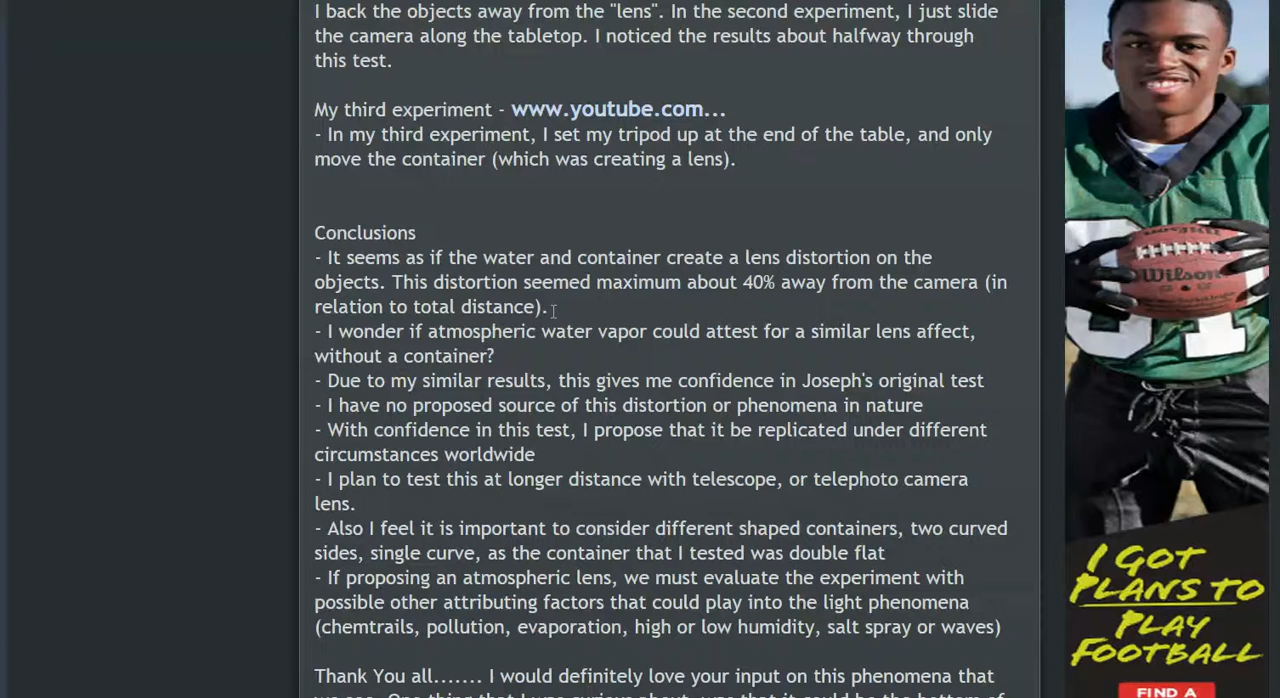 I back the objects away from the "lens". In the second experiment, I just slide
the camera along the tabletop. I noticed the results about halfway through
this test.
My third experiment - www.youtube.com...
- In my third experiment, I set my tripod up at the end of the table, and only
move the container (which was creating a lens).
Conclusions
- It seems as if the water and container create a lens distortion on the
objects. This distortion seemed maximum about 40% away from the camera (in
relation to total distance).
- I wonder if atmospheric water vapor could attest for a similar lens affect,
without a container?
- Due to my similar results, this gives me confidence in Joseph's original test
- I have no proposed source of this distortion or phenomena in nature
- With confidence in this test, I propose that it be replicated under different
circumstances worldwide
- I plan to test this at longer distance with telescope, or telephoto camera
lens.
- Also I feel it is important to consider different shaped containers, two curved
sides, single curve, as the container that I tested was double flat
- If proposing an atmospheric lens, we must evaluate the experiment with
possible other attributing factors that could play into the light phenomena
(chemtrails, pollution, evaporation, high or low humidity, salt spray or waves)
Thank You all....... I would definitely love your input on this phenomena that
Wilson
I GOT
PLANS TO
PLAY
FOOTBALL
FIND A